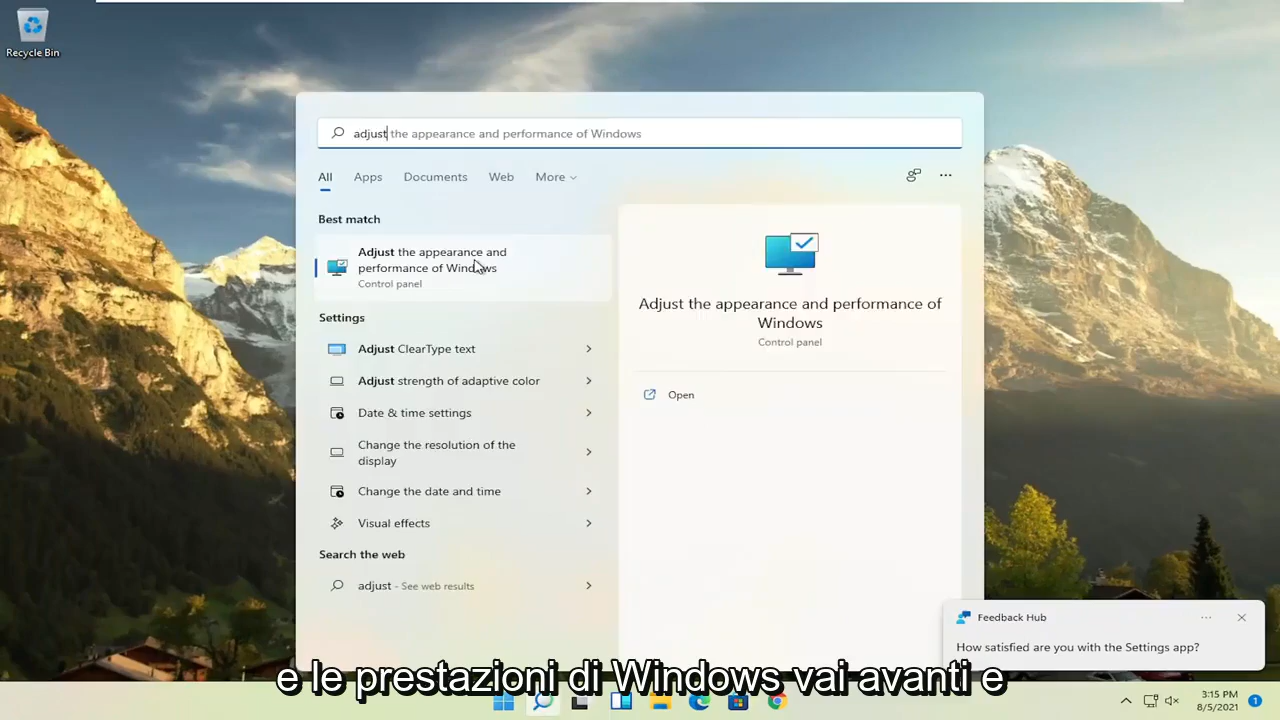 Recycle Bin
adjust the appearance and performance of Windows
All Apps Documents Web More
Best match
Adjust the appearance and
performance of Windows
Control panel
Settings
Adjust ClearType text
Adjust strength of adaptive color
Date & time settings
Change the resolution of the
display
Change the date and time
Visual effects
Search the web
adjust - See web results
Adjust the appearance and performance of
Windows
Control panel
Open
Feedback Hub
How satisfied are you with the Settings app?
e le prestazioni di Windows vai avanti e
3:15 PM
8/5/2021
1